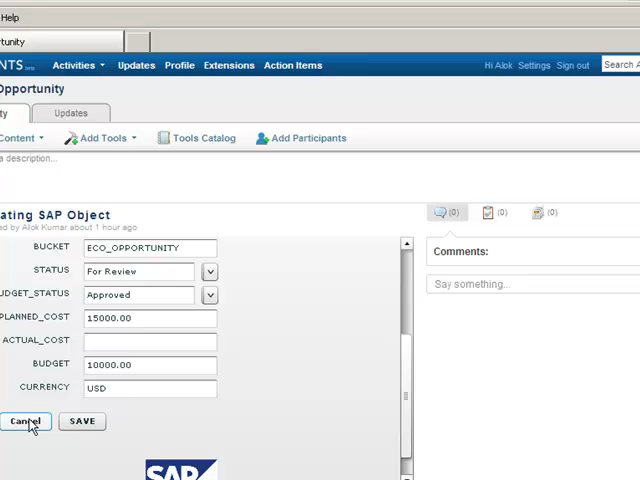 Help
rtunity
NTS beta Activities Updates Profile Extensions Action Items Hi Alok Settings Sign out Search A
Opportunity
ty Updates
Content Add Tools Tools Catalog Add Participants
a description...
ating SAP Object
ed by Alok Kumar about 1 hour ago
(0) (0) (0)
Comments:
Say something...
BUCKET ECO_OPPORTUNITY
STATUS For Review
UDGET_STATUS Approved
PLANNED_COST 15000.00
ACTUAL_COST
BUDGET 10000.00
CURRENCY USD
Cancel SAVE
SAP